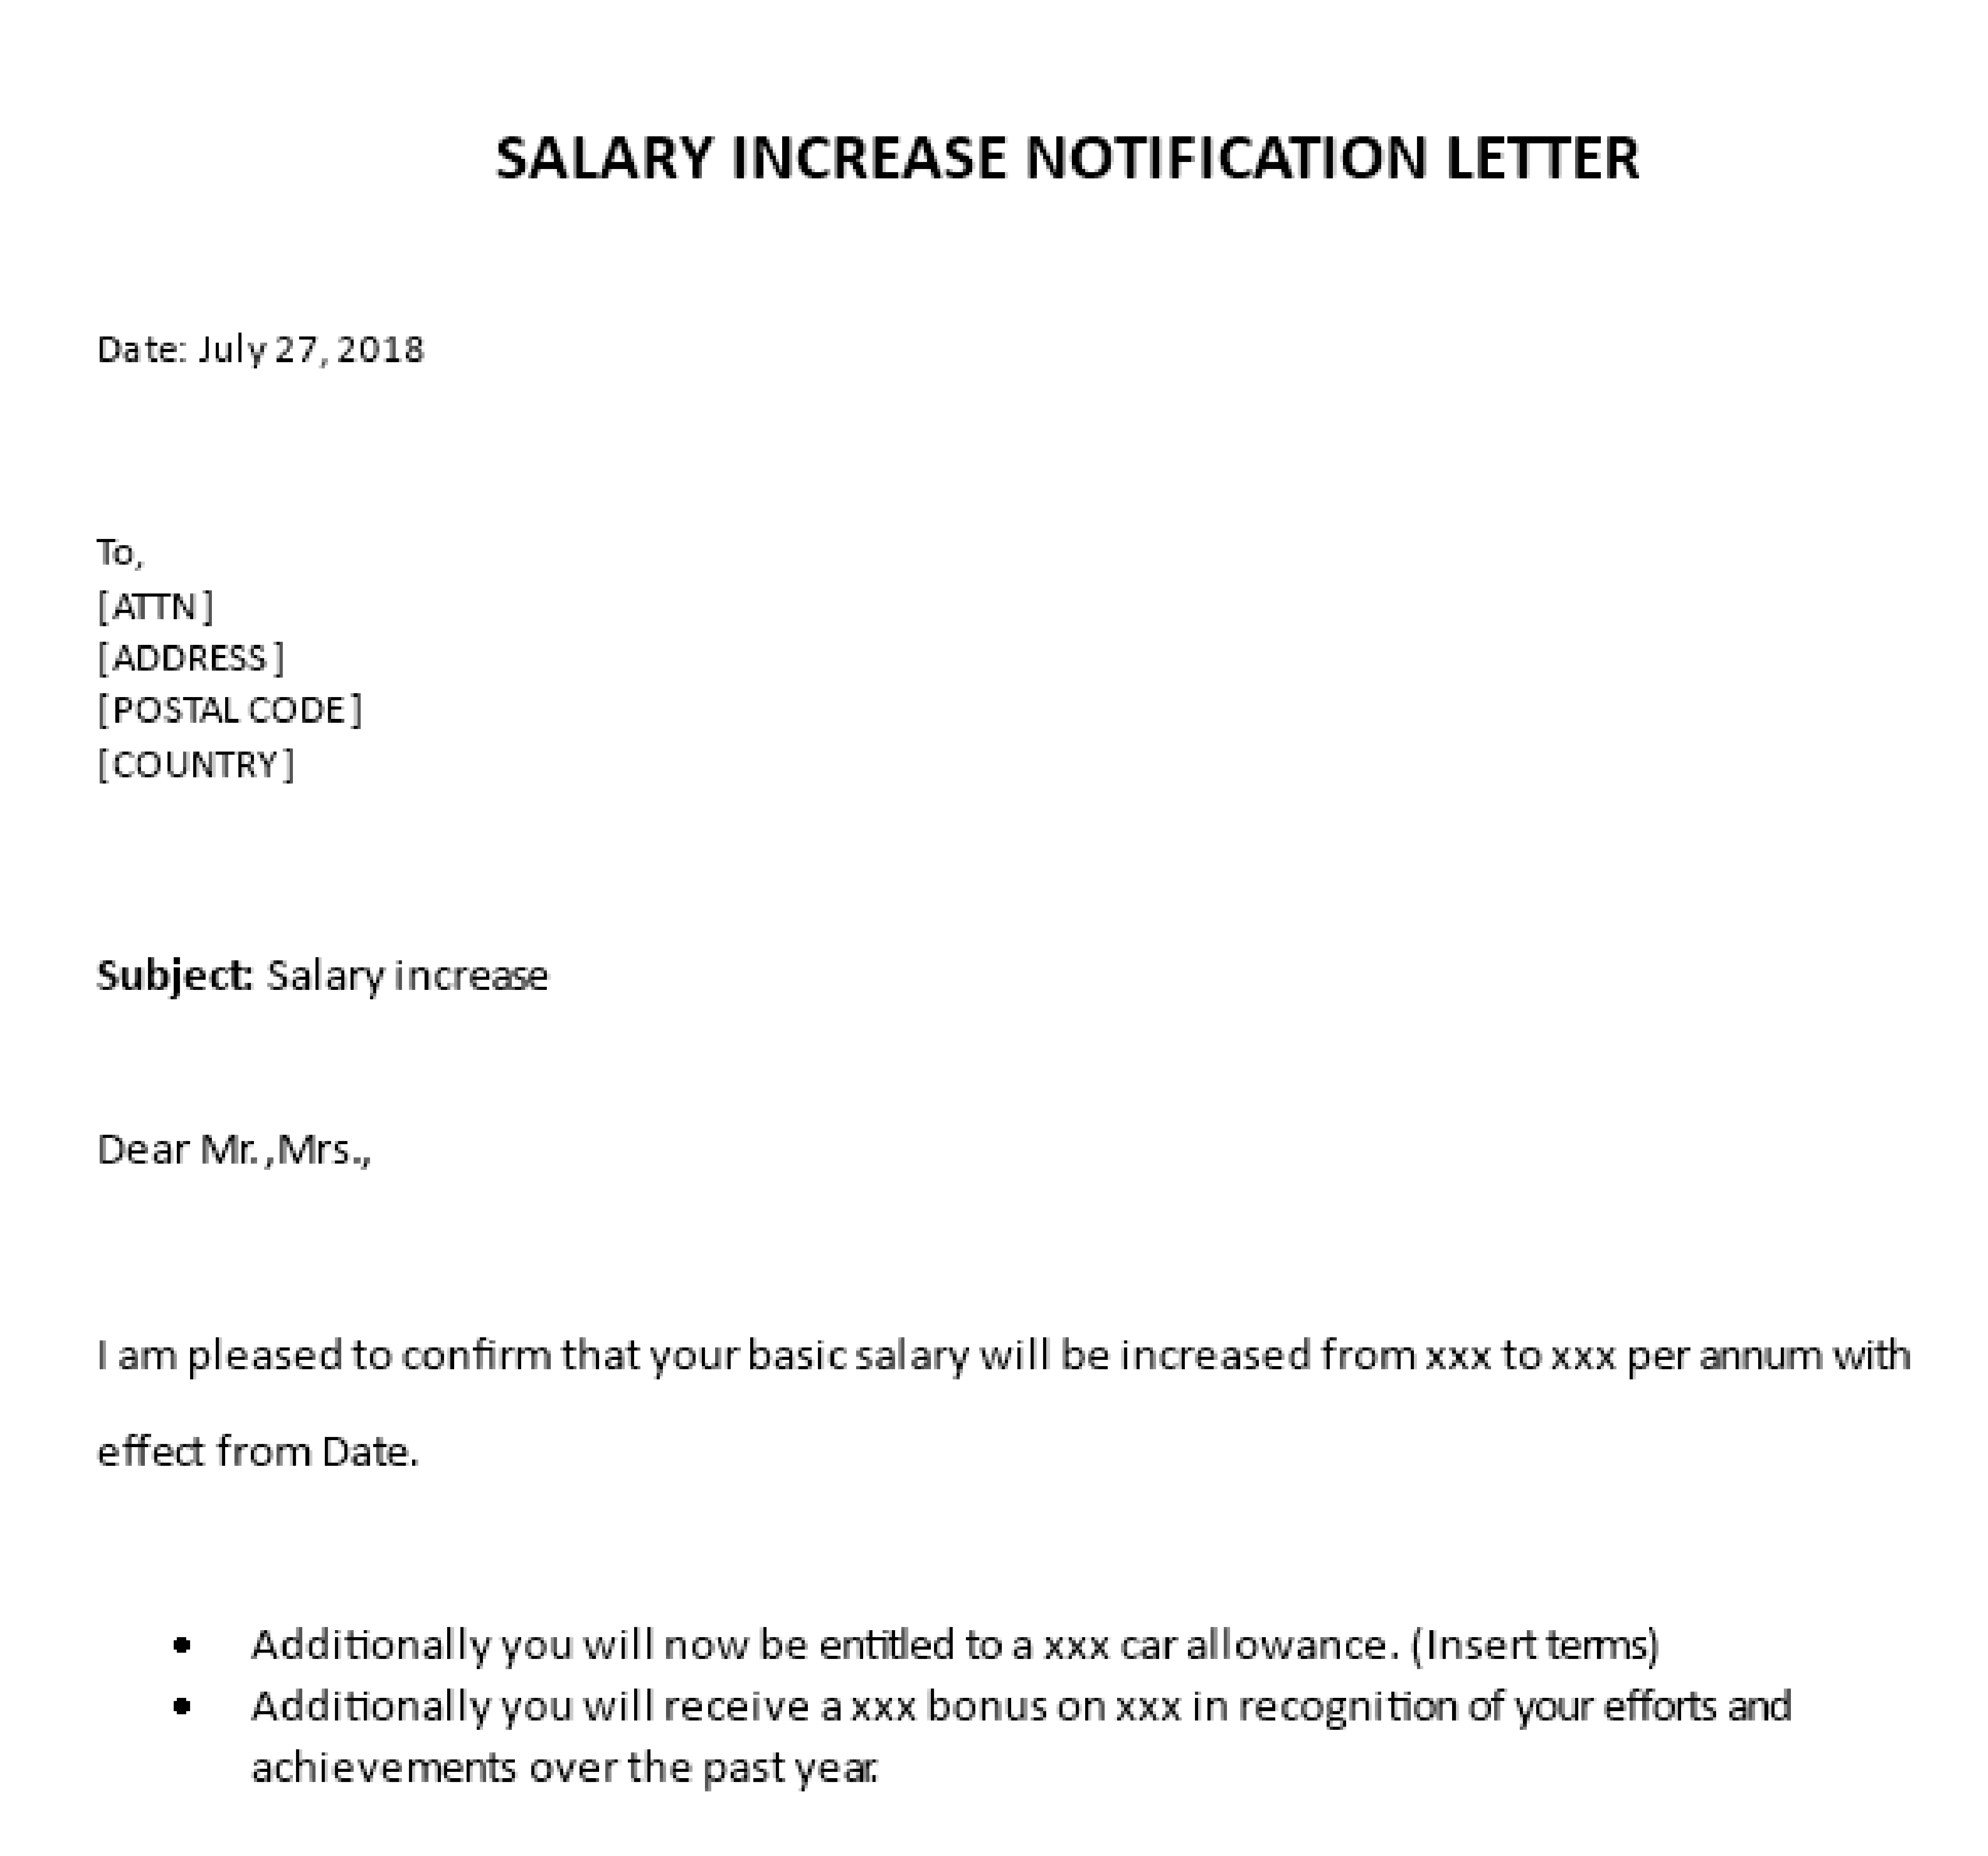 SALARY INCREASE NOTIFICATION LETTER
Date: July 27, 2018
To,
[ATTN]
[ADDRESS]
[POSTAL CODE]
[COUNTRY]
Subject: Salary increase
Dear Mr.,Mrs.,
I am pleased to confirm that your basic salary will be increased from xxx to xxx per annum with
effect from Date.
• Additionally you will now be entitled to a xxx car allowance. (Insert terms)
• Additionally you will receive a xxx bonus on xxx in recognition of your efforts and
achievements over the past year.